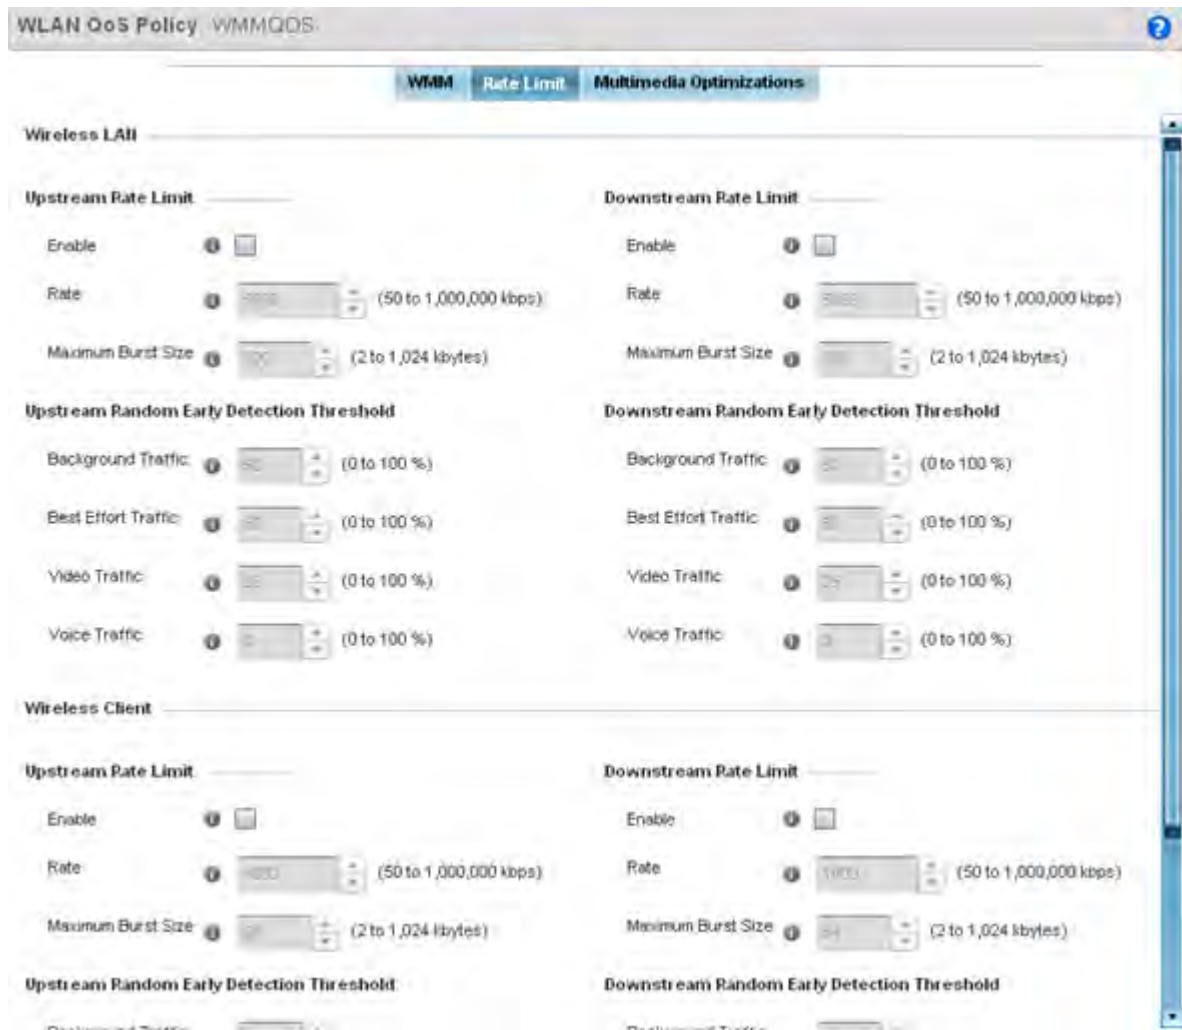 WLAN QoS Policy WMMQOS
?
WMM Rate Limit Multimedia Optimizations
Wireless LAN
Upstream Rate Limit Downstream Rate Limit
Enable Enable
Rate (50 to 1,000,000 kbps) Rate (50 to 1,000,000 kbps)
Maximum Burst Size (2 to 1,024 kbytes) Maximum Burst Size (2 to 1,024 kbytes)
Upstream Random Early Detection Threshold Downstream Random Early Detection Threshold
Background Traffic (0 to 100 %) Background Traffic (0 to 100 %)
Best Effort Traffic (0 to 100 %) Best Effort Traffic (0 to 100 %)
Video Traffic (0 to 100 %) Video Traffic (0 to 100 %)
Voice Traffic (0 to 100 %) Voice Traffic (0 to 100 %)
Wireless Client
Upstream Rate Limit Downstream Rate Limit
Enable Enable
Rate (50 to 1,000,000 kbps) Rate (50 to 1,000,000 kbps)
Maximum Burst Size (2 to 1,024 kbytes) Maximum Burst Size (2 to 1,024 kbytes)
Upstream Random Early Detection Threshold Downstream Random Early Detection Threshold